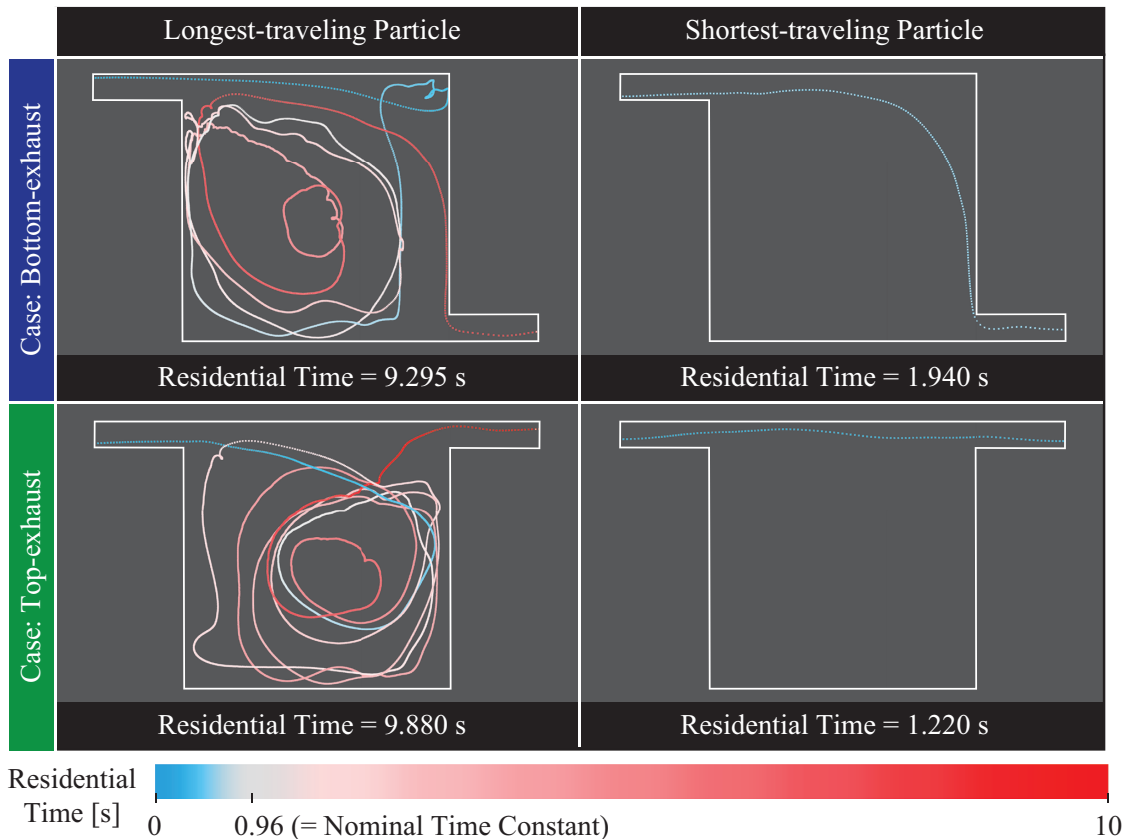 Longest-traveling Particle
Shortest-traveling Particle
Case: Bottom-exhaust
Residential Time = 9.295 s
Residential Time = 1.940 s
Case: Top-exhaust
Residential Time = 9.880 s
Residential Time = 1.220 s
Residential
Time [s]
0
0.96 (= Nominal Time Constant)
10